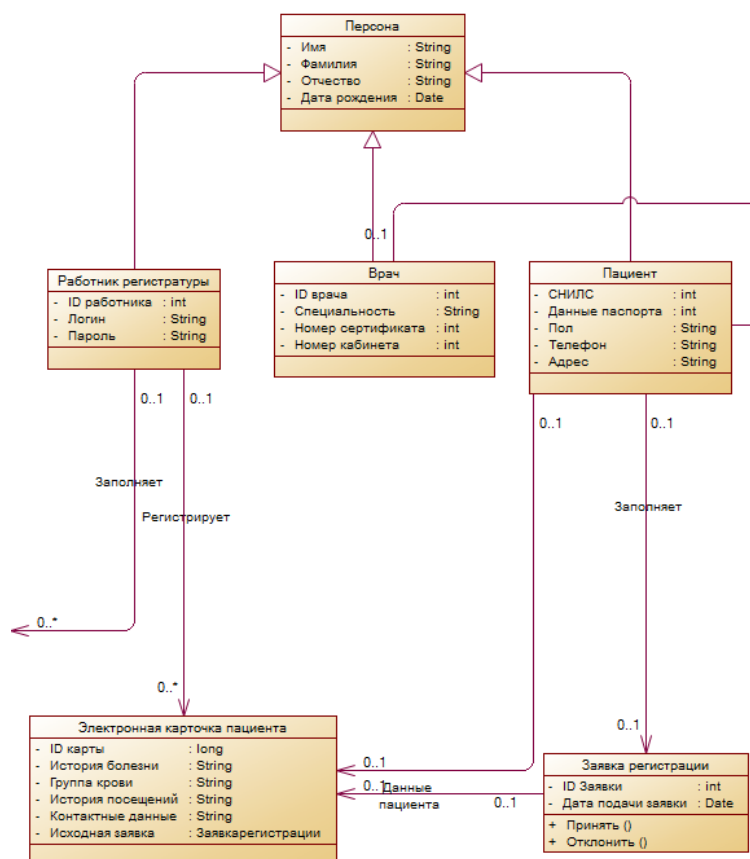 Персона
- Имя : String
- Фамилия : String
- Отчество : String
- Дата рождения : Date
0..1
Работник регистратуры
- ID работника : int
- Логин : String
- Пароль : String
Врач
- ID врача : int
- Специальность : String
- Номер сертификата : int
- Номер кабинета : int
Пациент
- СНИЛС : int
- Данные паспорта : int
- Пол : String
- Телефон : String
- Адрес : String
0..1
0..1
0..1
0..1
Заполняет
Регистрирует
Заполняет
0..*
0..*
0..1
Электронная карточка пациента
- ID карты : long
- История болезни : String
- Группа крови : String
- История посещений : String
- Контактные данные : String
- Исходная заявка : Заявкарегистрации
0..1
0..1
Данные
пациента
0..1
Заявка регистрации
- ID Заявки : int
- Дата подачи заявки : Date
+ Принять ()
+ Отклонить ()